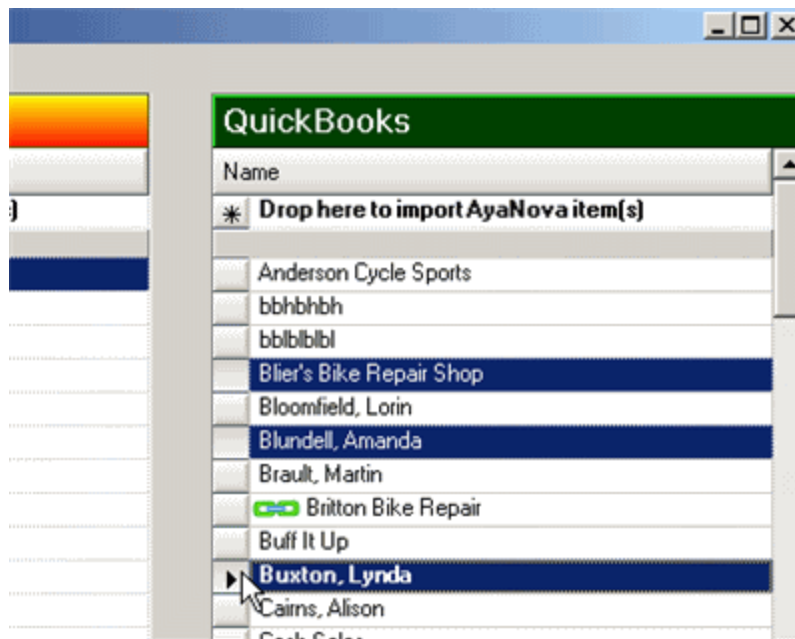 QuickBooks
Name
Drop here to import AyaNova item(s)
Anderson Cycle Sports
bbhbhbh
bblblblbl
Blier's Bike Repair Shop
Bloomfield, Lorin
Blundell, Amanda
Brault, Martin
Britton Bike Repair
Buff It Up
Buxton, Lynda
Cairns, Alison